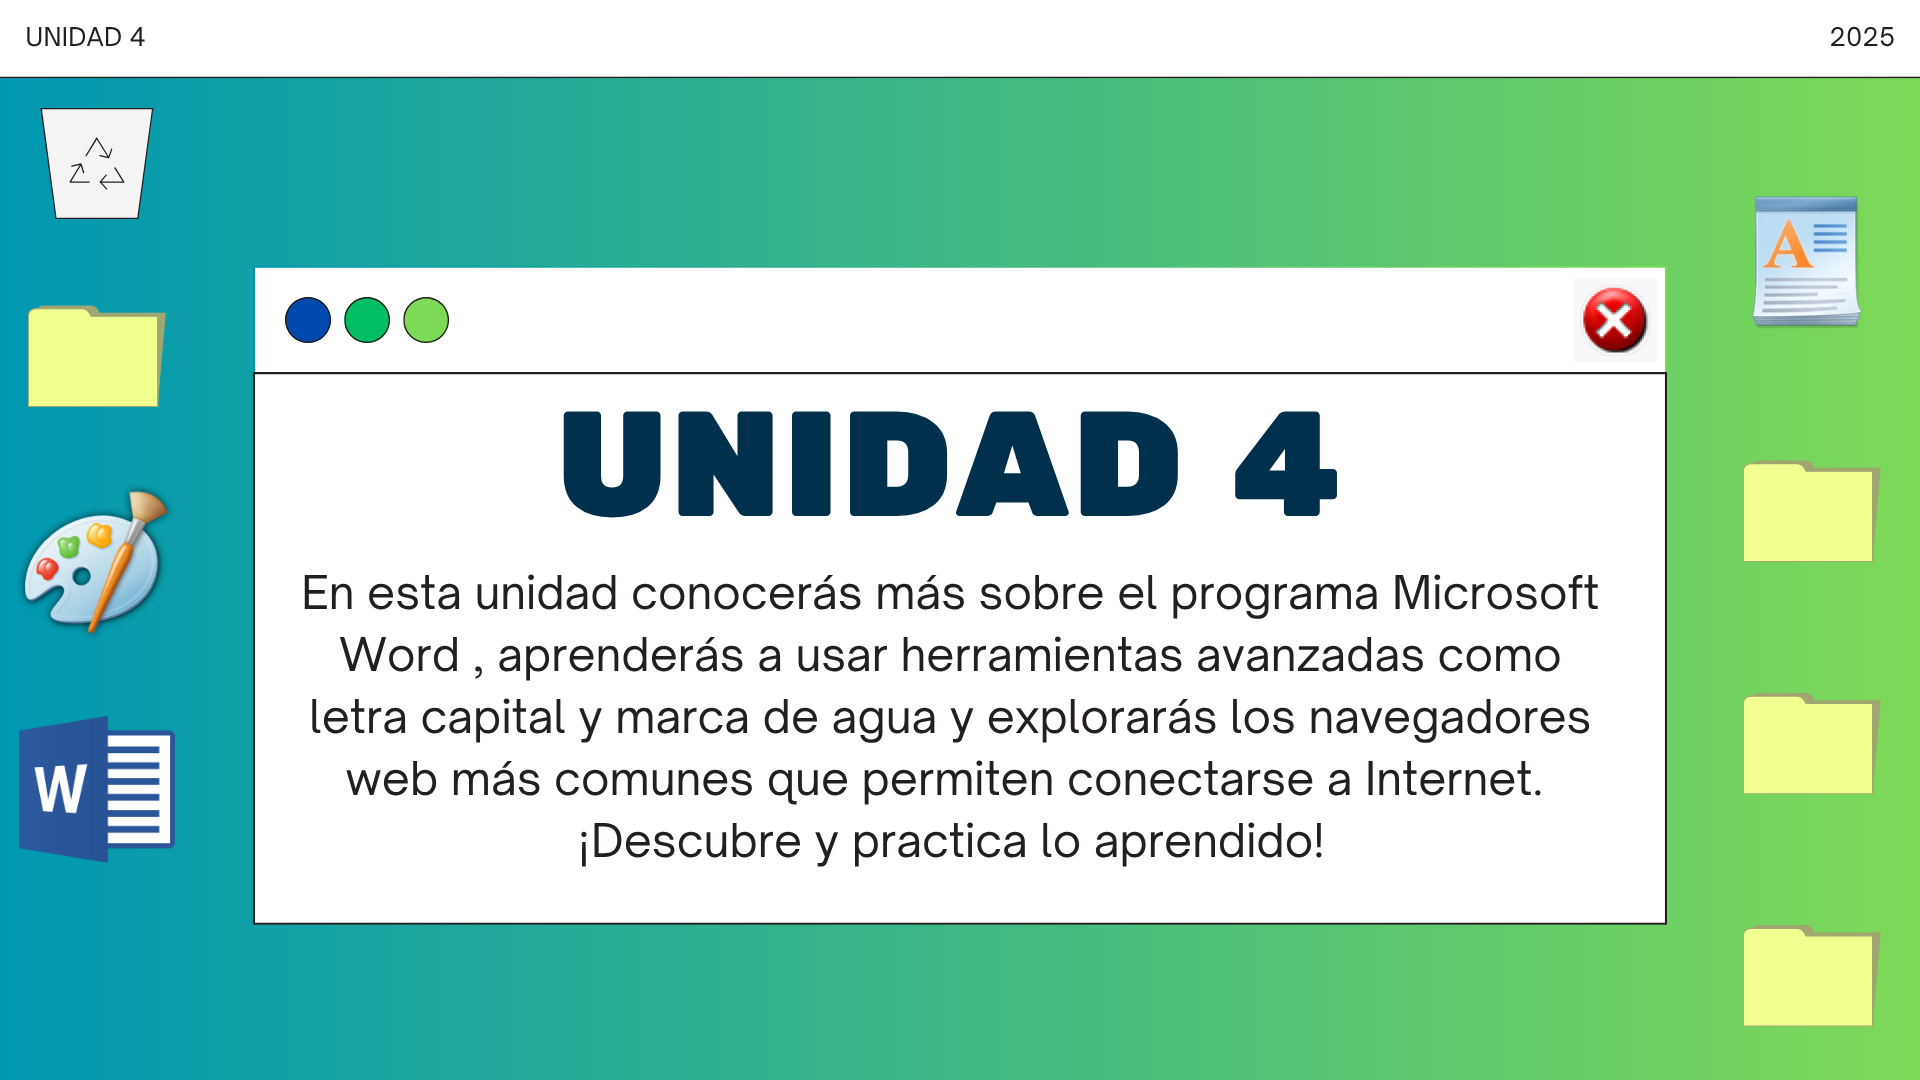 UNIDAD 4
2025
UNIDAD 4
En esta unidad conocerás más sobre el programa Microsoft
Word , aprenderás a usar herramientas avanzadas como
letra capital y marca de agua y explorarás los navegadores
web más comunes que permiten conectarse a Internet.
¡Descubre y practica lo aprendido!
A
W